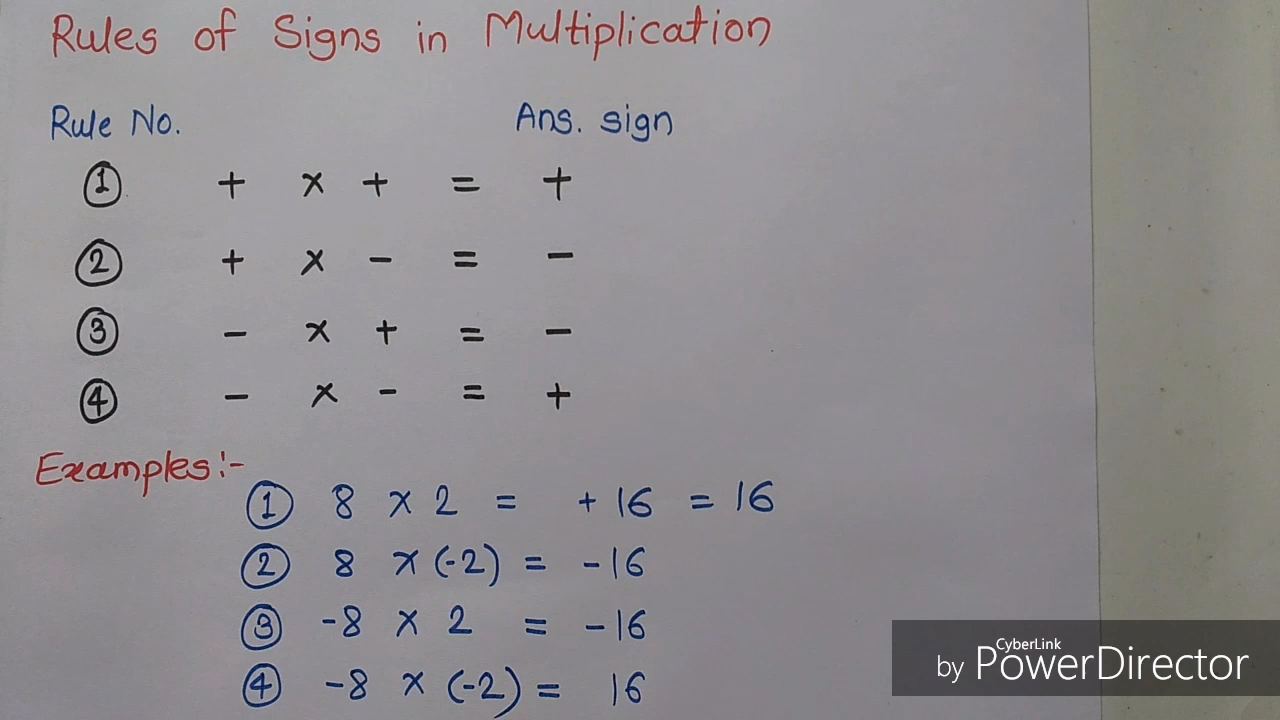 Rules of Signs in Multiplication
Rule No. Ans. sign
① + × + = +
② + × - = -
③ - × + = -
④ - × - = +
Examples:-
① 8 × 2 = + 16 = 16
② 8 × (-2) = -16
③ -8 × 2 = -16
④ -8 × (-2) = 16
CyberLink
by PowerDirector